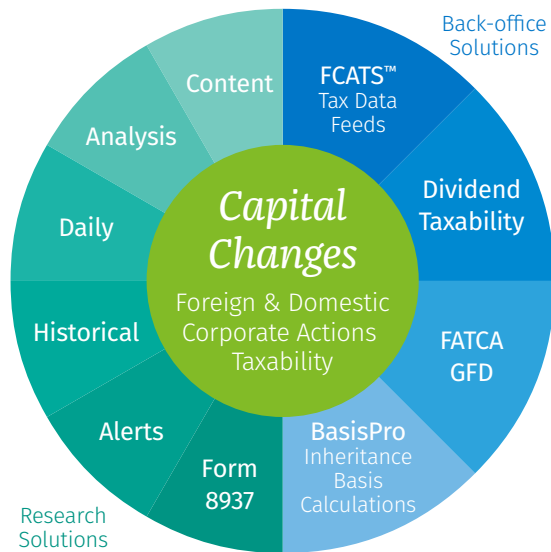 Back-office
Solutions
Content
FCATS™
Tax Data
Feeds
Analysis
Dividend
Taxability
Daily
Capital
Changes
Foreign & Domestic
Corporate Actions
Taxability
Historical
FATCA
GFD
Alerts
Form
8937
BasisPro
Inheritance
Basis
Calculations
Research
Solutions